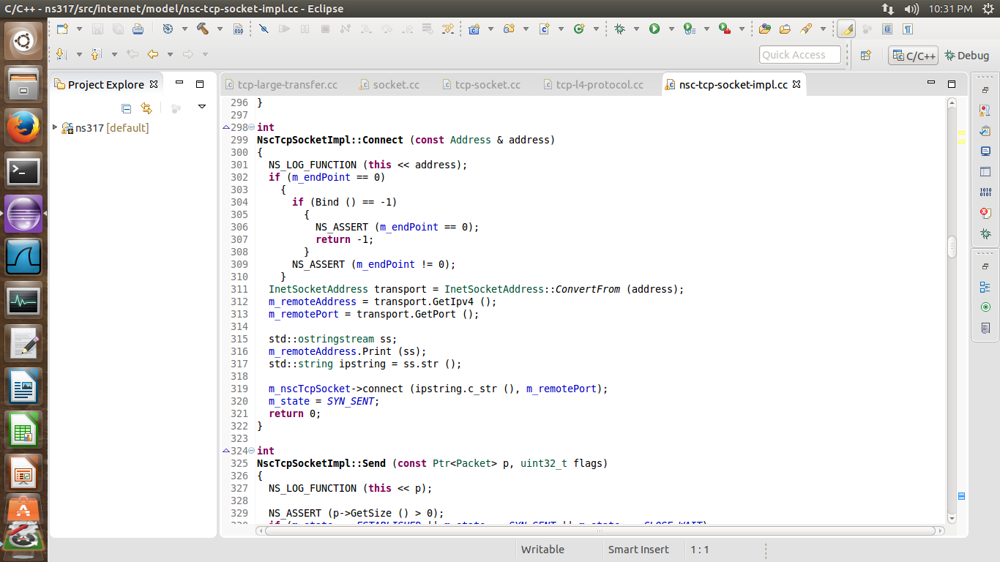 C/C++ - ns317/src/internet/model/nsc-tcp-socket-impl.cc - Eclipse
10:31 PM
Quick Access
C/C++
Debug
Project Explore
tcp-large-transfer.cc
socket.cc
tcp-socket.cc
tcp-l4-protocol.cc
nsc-tcp-socket-impl.cc
ns317 [default]
296 }
297
298 int
299 NscTcpSocketImpl::Connect (const Address & address)
300 {
301   NS_LOG_FUNCTION (this << address);
302   if (m_endPoint == 0)
303     {
304       if (Bind () == -1)
305         {
306           NS_ASSERT (m_endPoint == 0);
307           return -1;
308         }
309       NS_ASSERT (m_endPoint != 0);
310     }
311   InetSocketAddress transport = InetSocketAddress::ConvertFrom (address);
312   m_remoteAddress = transport.GetIpv4 ();
313   m_remotePort = transport.GetPort ();
314
315   std::ostringstream ss;
316   m_remoteAddress.Print (ss);
317   std::string ipstring = ss.str ();
318
319   m_nscTcpSocket->connect (ipstring.c_str (), m_remotePort);
320   m_state = SYN_SENT;
321   return 0;
322 }
323
324 int
325 NscTcpSocketImpl::Send (const Ptr<Packet> p, uint32_t flags)
326 {
327   NS_LOG_FUNCTION (this << p);
328
329   NS_ASSERT (p->GetSize () > 0);
Writable
Smart Insert
1 : 1